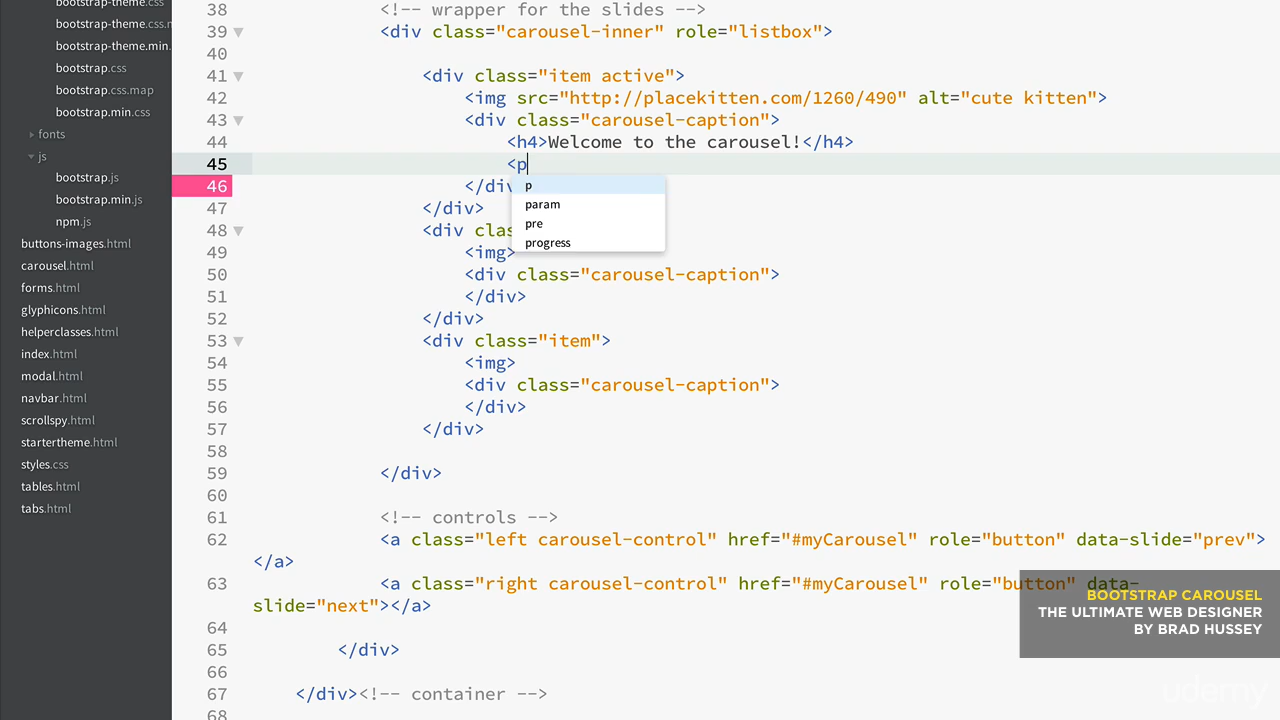 bootstrap-theme.css
bootstrap-theme.css.m
bootstrap-theme.min.
bootstrap.css
bootstrap.css.map
bootstrap.min.css
fonts
js
bootstrap.js
bootstrap.min.js
npm.js
buttons-images.html
carousel.html
forms.html
glyphicons.html
helperclasses.html
index.html
modal.html
navbar.html
scrollspy.html
startertheme.html
styles.css
tables.html
tabs.html
38 <!-- wrapper for the slides -->
39 <div class="carousel-inner" role="listbox">
40
41 <div class="item active">
42 <img src="http://placekitten.com/1260/490" alt="cute kitten">
43 <div class="carousel-caption">
44 <h4>Welcome to the carousel!</h4>
45 <p
46 </div
p
param
pre
progress
47 </div>
48 <div clas
49 <img>
50 <div class="carousel-caption">
51 </div>
52 </div>
53 <div class="item">
54 <img>
55 <div class="carousel-caption">
56 </div>
57 </div>
58
59 </div>
60
61 <!-- controls -->
62 <a class="left carousel-control" href="#myCarousel" role="button" data-slide="prev">
</a>
63 <a class="right carousel-control" href="#myCarousel" role="button" data-
slide="next"></a>
64
65 </div>
66
67 </div><!-- container -->
68
BOOTSTRAP CAROUSEL
THE ULTIMATE WEB DESIGNER
BY BRAD HUSSEY
udemy